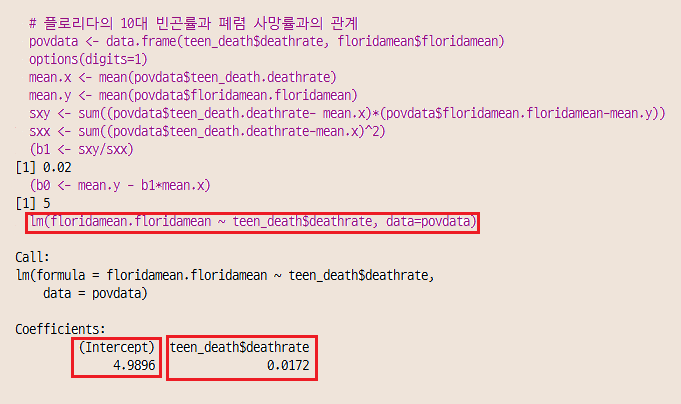 # 플로리다의 10대 빈곤률과 폐렴 사망률과의 관계
povdata <- data.frame(teen_death$deathrate, floridamean$floridamean)
options(digits=1)
mean.x <- mean(povdata$teen_death.deathrate)
mean.y <- mean(povdata$floridamean.floridamean)
sxy <- sum((povdata$teen_death.deathrate- mean.x)*(povdata$floridamean.floridamean-mean.y))
sxx <- sum((povdata$teen_death.deathrate-mean.x)^2)
(b1 <- sxy/sxx)
[1] 0.02
(b0 <- mean.y - b1*mean.x)
[1] 5
lm(floridamean.floridamean ~ teen_death$deathrate, data=povdata)
Call:
lm(formula = floridamean.floridamean ~ teen_death$deathrate,
data = povdata)
Coefficients:
(Intercept) teen_death$deathrate
4.9896 0.0172